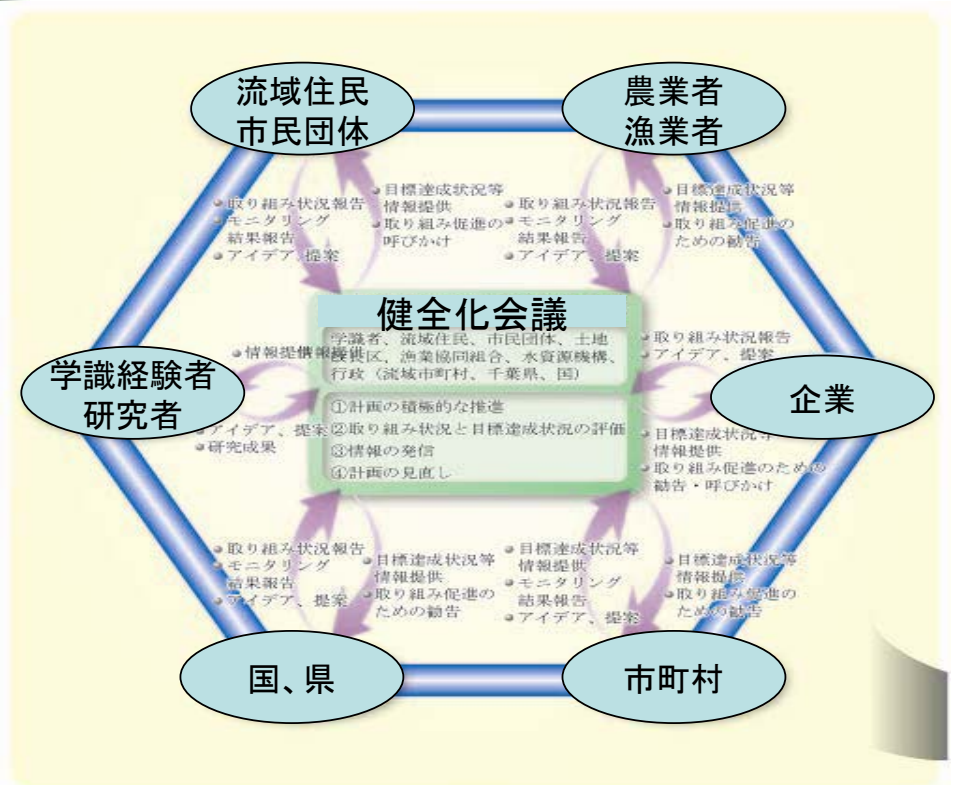 流域住民
市民団体
農業者
漁業者
取り組み状況報告
モニタリング
結果報告
アイデア、提案
目標達成状況等
情報提供
取り組み促進の
呼びかけ
取り組み状況報告
モニタリング
結果報告
アイデア、提案
目標達成状況等
情報提供
取り組み促進の
ための勧告
健全化会議
学識者、流域住民、市民団体、土地
改良区、漁業協同組合、水資源機構、
行政（流域市町村、千葉県、国）
①計画の積極的な推進
②取り組み状況と目標達成状況の評価
③情報の発信
④計画の見直し
学識経験者
研究者
情報提供
アイデア、提案
研究成果
取り組み状況報告
アイデア、提案
企業
目標達成状況等
情報提供
取り組み促進のための
勧告・呼びかけ
取り組み状況報告
モニタリング
結果報告
アイデア、提案
目標達成状況等
情報提供
取り組み促進の
ための勧告
目標達成状況等
情報提供
モニタリング
結果報告
アイデア、提案
目標達成状況等
情報提供
取り組み促進の
ための勧告
国、県
市町村